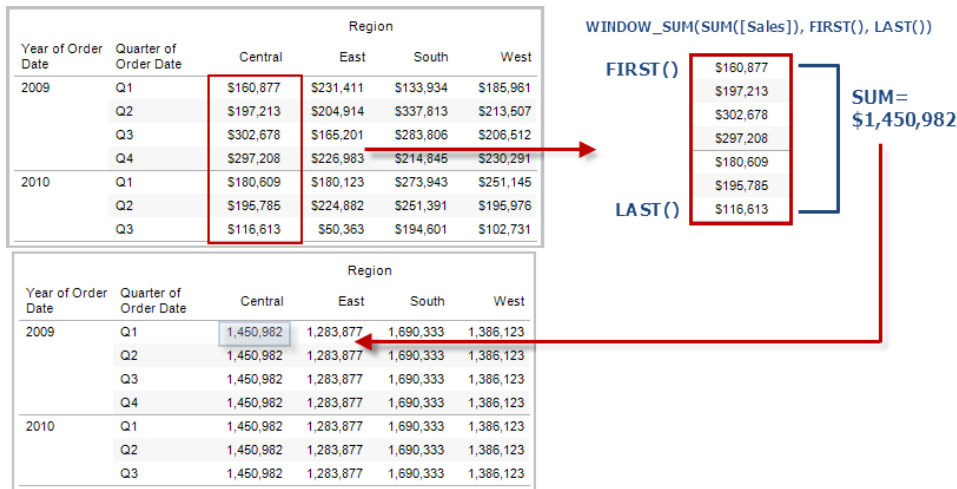 Region
Year of Order Date Quarter of Order Date Central East South West
2009 Q1 $160,877 $231,411 $133,934 $185,961
Q2 $197,213 $204,914 $337,813 $213,507
Q3 $302,678 $165,201 $283,806 $206,512
Q4 $297,208 $226,983 $214,845 $230,291
2010 Q1 $180,609 $180,123 $273,943 $251,145
Q2 $195,785 $224,882 $251,391 $195,976
Q3 $116,613 $50,363 $194,601 $102,731
WINDOW_SUM(SUM([Sales]), FIRST(), LAST())
FIRST() $160,877
$197,213
$302,678
$297,208
$180,609
$195,785
LAST() $116,613
SUM=
$1,450,982
Region
Year of Order Date Quarter of Order Date Central East South West
2009 Q1 1,450,982 1,283,877 1,690,333 1,386,123
Q2 1,450,982 1,283,877 1,690,333 1,386,123
Q3 1,450,982 1,283,877 1,690,333 1,386,123
Q4 1,450,982 1,283,877 1,690,333 1,386,123
2010 Q1 1,450,982 1,283,877 1,690,333 1,386,123
Q2 1,450,982 1,283,877 1,690,333 1,386,123
Q3 1,450,982 1,283,877 1,690,333 1,386,123